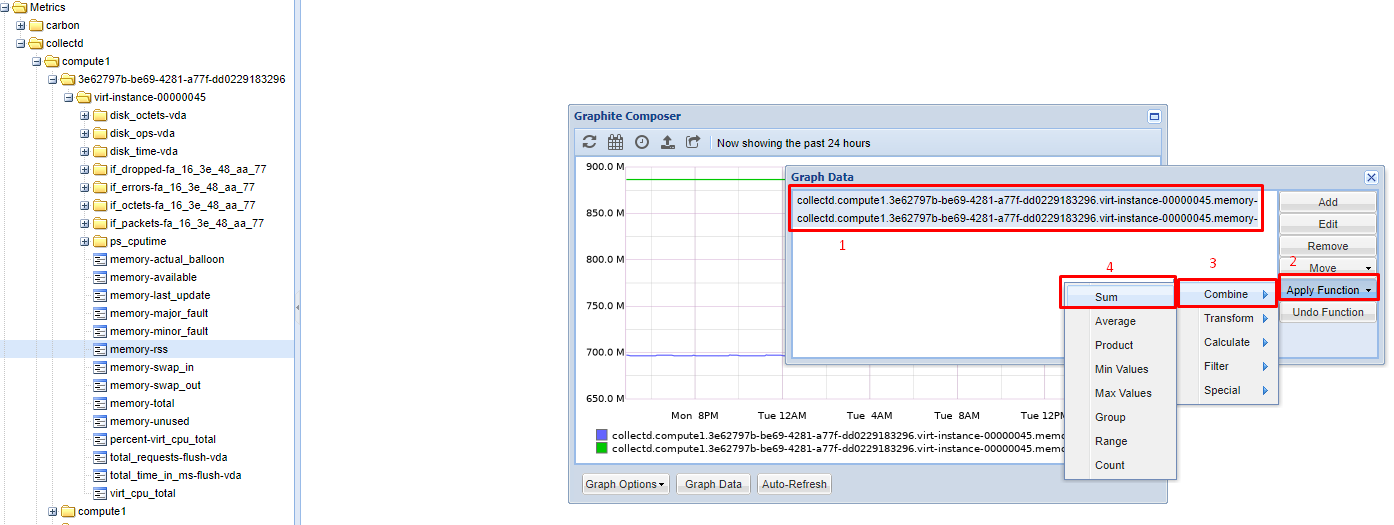 Metrics
carbon
collectd
compute1
3e62797b-be69-4281-a77f-dd0229183296
virt-instance-00000045
disk_octets-vda
disk_ops-vda
disk_time-vda
if_dropped-fa_16_3e_48_aa_77
if_errors-fa_16_3e_48_aa_77
if_octets-fa_16_3e_48_aa_77
if_packets-fa_16_3e_48_aa_77
ps_cputime
memory-actual_balloon
memory-available
memory-last_update
memory-major_fault
memory-minor_fault
memory-rss
memory-swap_in
memory-swap_out
memory-total
memory-unused
percent-virt_cpu_total
total_requests-flush-vda
total_time_in_ms-flush-vda
virt_cpu_total
compute1
Graphite Composer
Now showing the past 24 hours
900.0 M
850.0 M
800.0 M
750.0 M
700.0 M
650.0 M
Mon 8PM Tue 12AM Tue 4AM Tue 8AM Tue 12PM
collectd.compute1.3e62797b-be69-4281-a77f-dd0229183296.virt-instance-00000045.memo
collectd.compute1.3e62797b-be69-4281-a77f-dd0229183296.virt-instance-00000045.memo
Graph Options Graph Data Auto-Refresh
Graph Data
collectd.compute1.3e62797b-be69-4281-a77f-dd0229183296.virt-instance-00000045.memory-
collectd.compute1.3e62797b-be69-4281-a77f-dd0229183296.virt-instance-00000045.memory-
1
Add
Edit
Remove
Move
2
Apply Function
Undo Function
3
Combine
Transform
Calculate
Filter
Special
4
Sum
Average
Product
Min Values
Max Values
Group
Range
Count